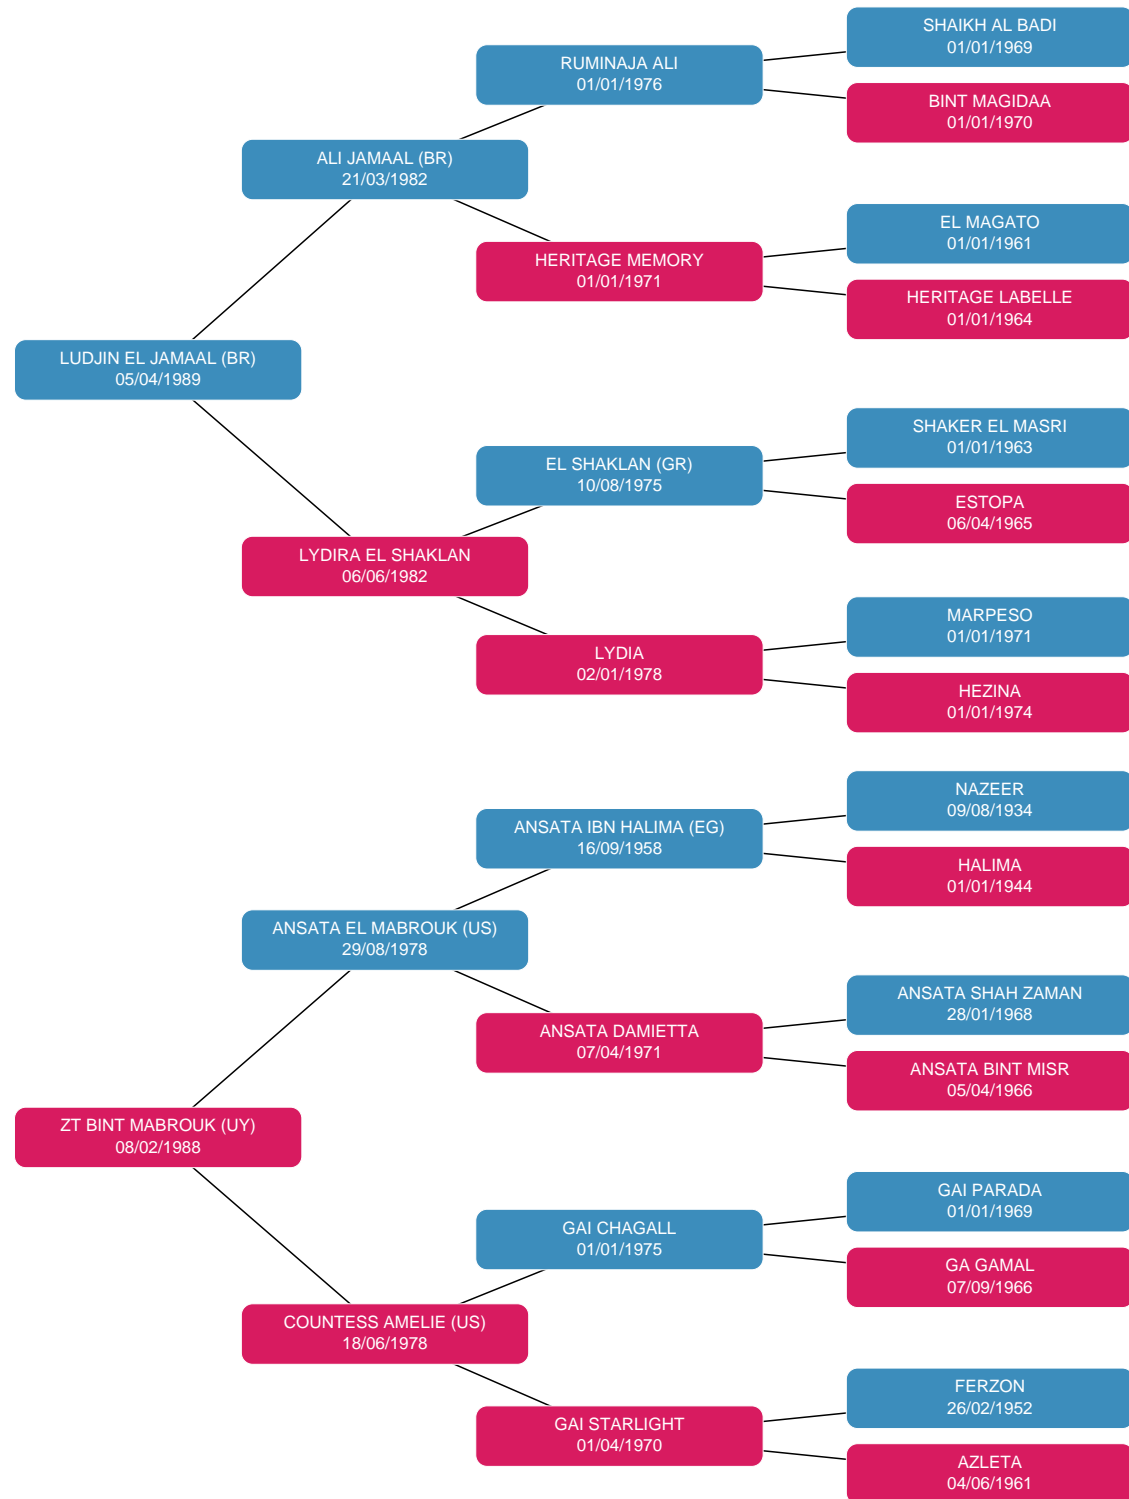 SHAIKH AL BADI
01/01/1969
RUMINAJA ALI
01/01/1976
BINT MAGIDAA
01/01/1970
ALI JAMAAL (BR)
21/03/1982
EL MAGATO
01/01/1961
HERITAGE MEMORY
01/01/1971
HERITAGE LABELLE
01/01/1964
LUDJIN EL JAMAAL (BR)
05/04/1989
SHAKER EL MASRI
01/01/1963
EL SHAKLAN (GR)
10/08/1975
ESTOPA
06/04/1965
LYDIRA EL SHAKLAN
06/06/1982
MARPESO
01/01/1971
LYDIA
02/01/1978
HEZINA
01/01/1974
NAZEER
09/08/1934
ANSATA IBN HALIMA (EG)
16/09/1958
HALIMA
01/01/1944
ANSATA EL MABROUK (US)
29/08/1978
ANSATA SHAH ZAMAN
28/01/1968
ANSATA DAMIETTA
07/04/1971
ANSATA BINT MISR
05/04/1966
ZT BINT MABROUK (UY)
08/02/1988
GAI PARADA
01/01/1969
GAI CHAGALL
01/01/1975
GA GAMAL
07/09/1966
COUNTESS AMELIE (US)
18/06/1978
FERZON
26/02/1952
GAI STARLIGHT
01/04/1970
AZLETA
04/06/1961